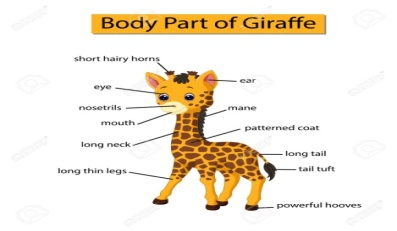 Body Part of Giraffe
short hairy horns
eye
ear
nosetrils
mane
mouth
patterned coat
long neck
long tail
long thin legs
tail tuft
powerful hooves